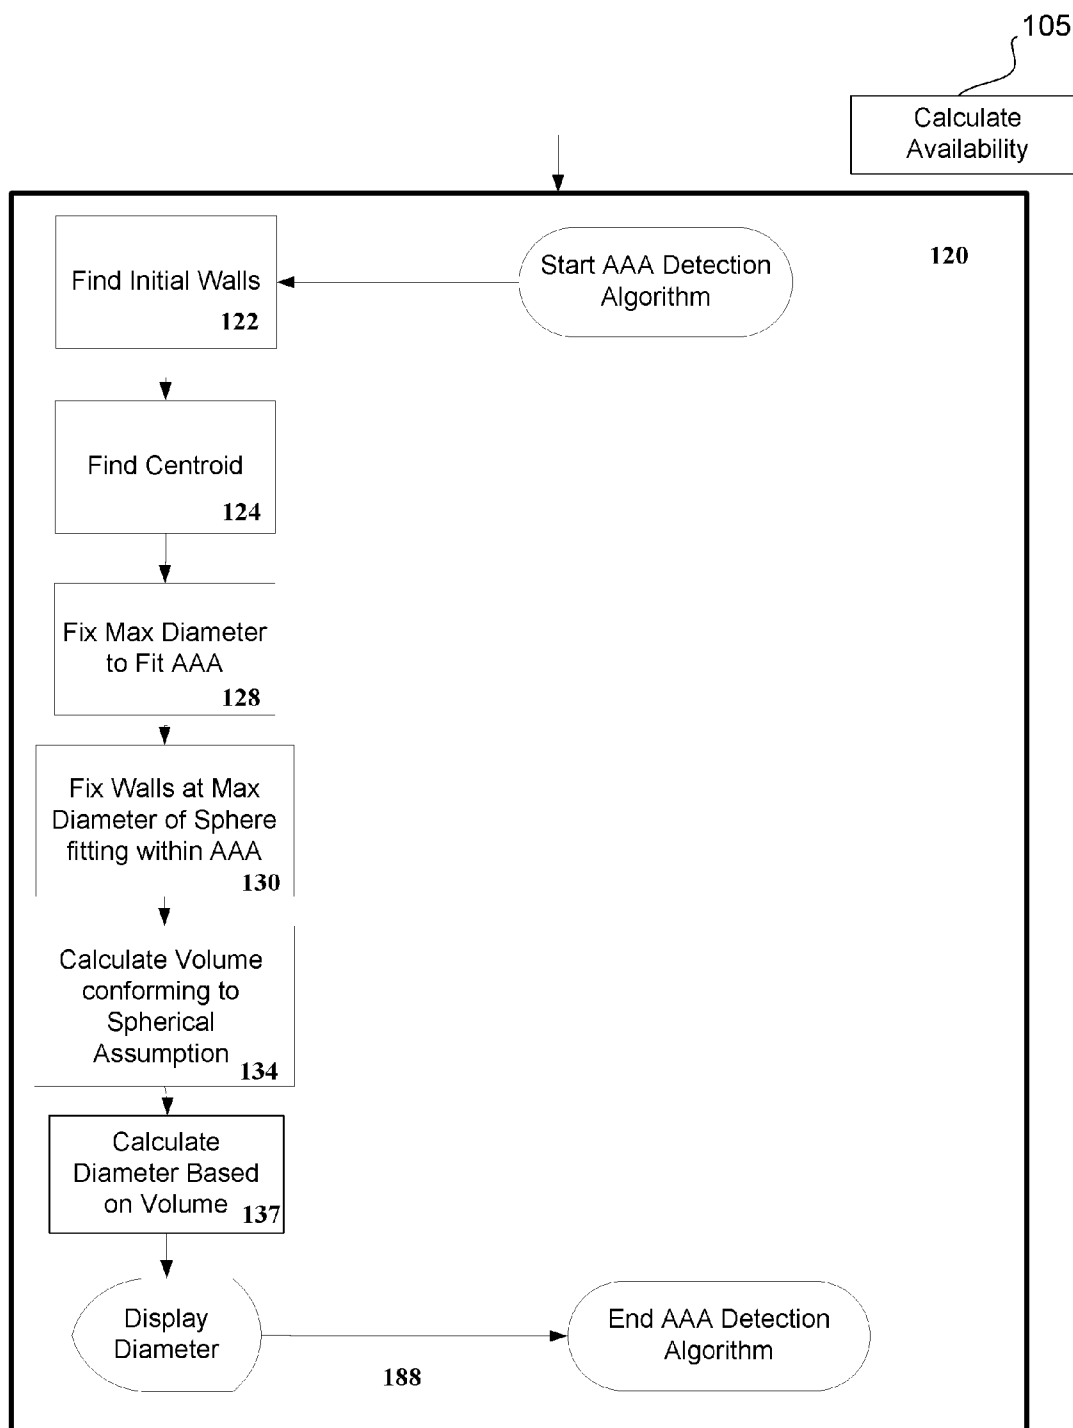 105
Calculate
Availability
120
Start AAA Detection
Algorithm
Find Initial Walls
122
Find Centroid
124
Fix Max Diameter
to Fit AAA
128
Fix Walls at Max
Diameter of Sphere
fitting within AAA
130
Calculate Volume
conforming to
Spherical
Assumption
134
Calculate
Diameter Based
on Volume
137
Display
Diameter
188
End AAA Detection
Algorithm